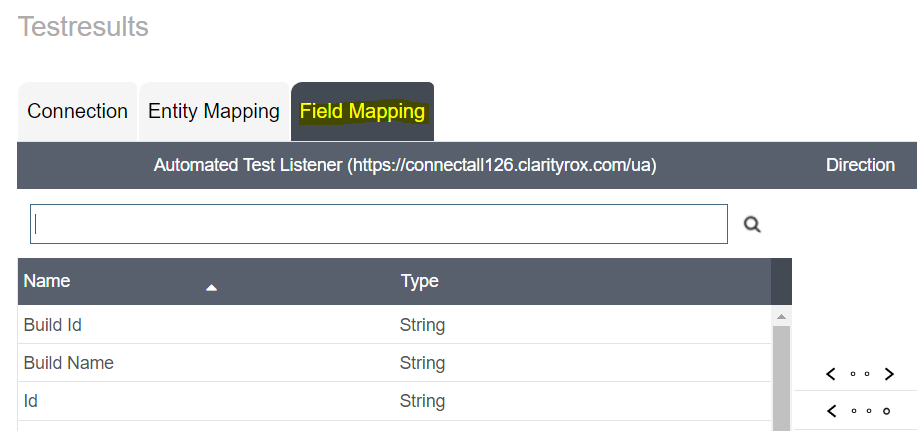 Testresults
Connection Entity Mapping Field Mapping
Automated Test Listener (https://connectall126.clarityrox.com/ua) Direction
Name Type
Build Id String
Build Name String
Id String